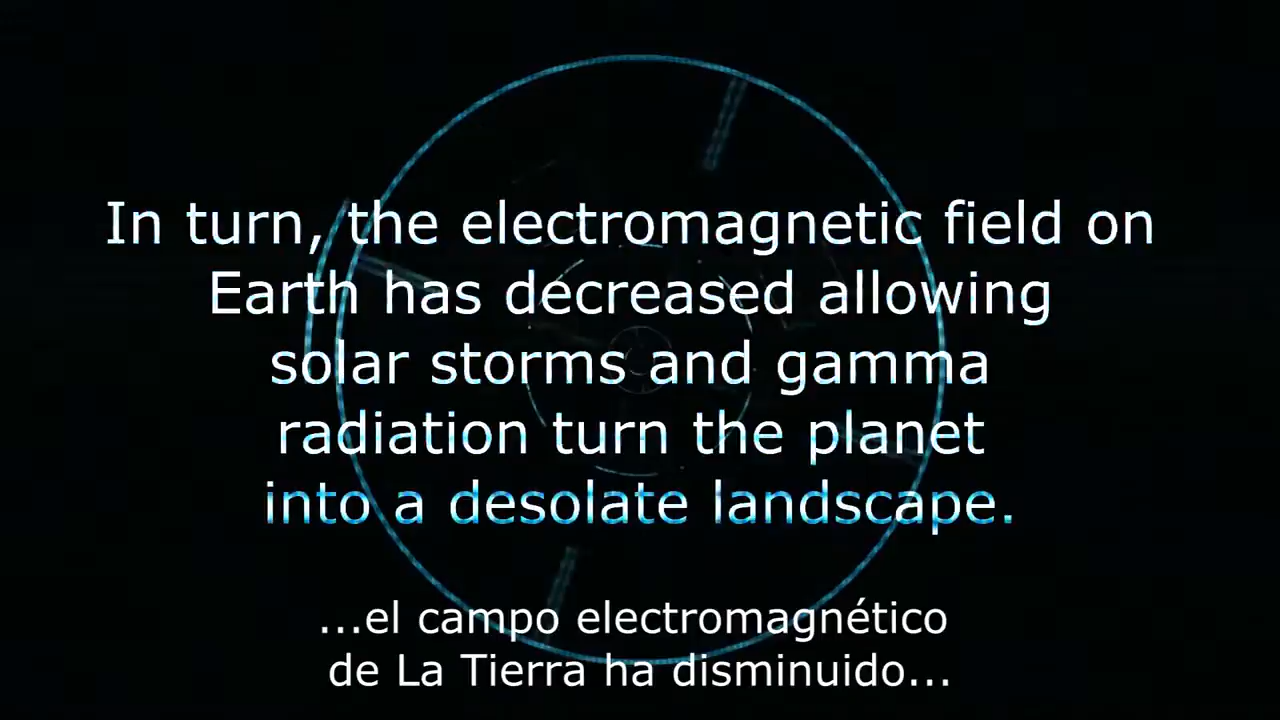 In turn, the electromagnetic field on
Earth has decreased allowing
solar storms and gamma
radiation turn the planet
into a desolate landscape.
...el campo electromagnético
de La Tierra ha disminuido...